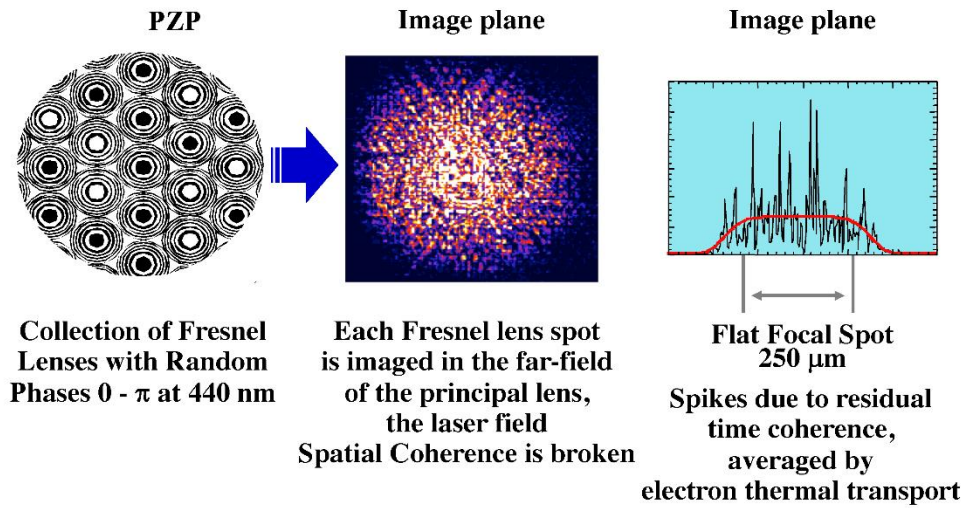 PZP
Image plane
Image plane
Collection of Fresnel
Lenses with Random
Phases 0 - π at 440 nm
Each Fresnel lens spot
is imaged in the far-field
of the principal lens,
the laser field
Spatial Coherence is broken
Flat Focal Spot
250 μm
Spikes due to residual
time coherence,
averaged by
electron thermal transport